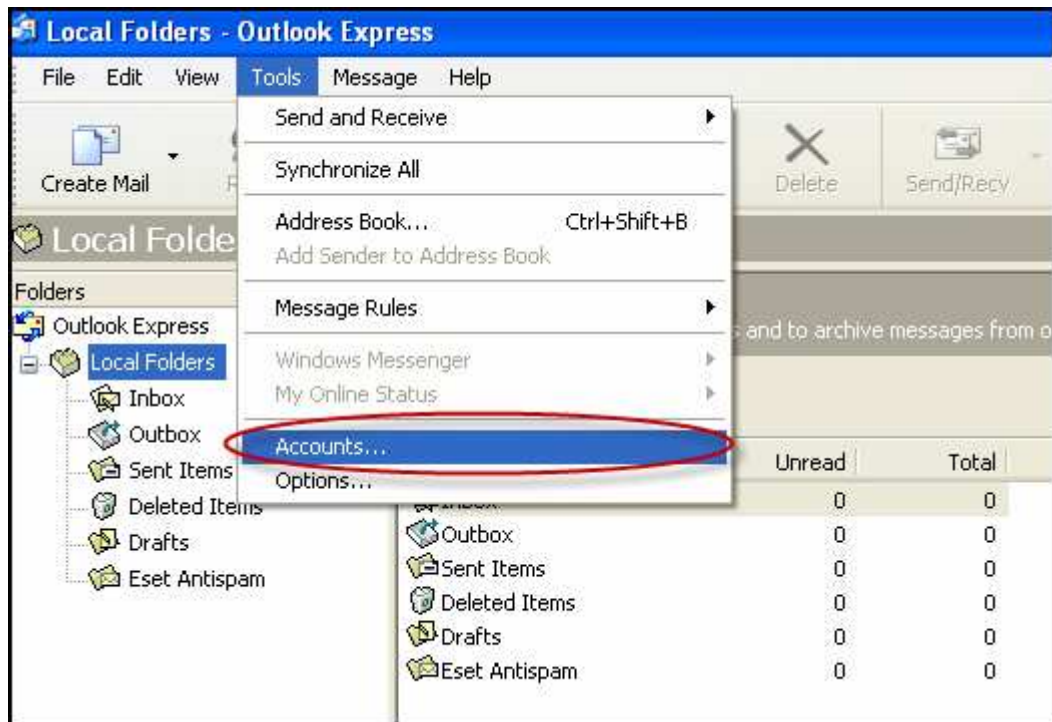 Local Folders - Outlook Express
File Edit View Tools Message Help
Create Mail
Delete
Send/Recv
Send and Receive
Synchronize All
Address Book... Ctrl+Shift+B
Add Sender to Address Book
Message Rules
Windows Messenger
My Online Status
Accounts...
Options...
Local Folde
Folders
Outlook Express
Local Folders
Inbox
Outbox
Sent Items
Deleted Items
Drafts
Eset Antispam
and to archive messages from o
Unread Total
Inbox 0 0
Outbox 0 0
Sent Items 0 0
Deleted Items 0 0
Drafts 0 0
Eset Antispam 0 0